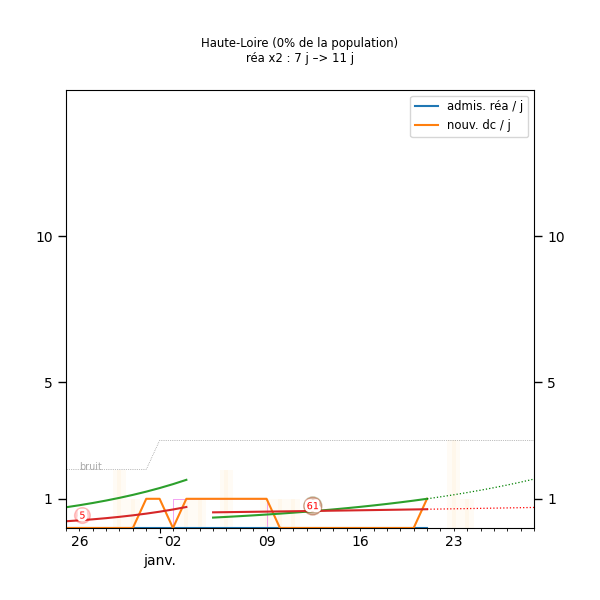 Haute-Loire (0% de la population)
réa x2 : 7 j –> 11 j
admis. réa / j
nouv. dc / j
10 10
5 5
bruit
1 1
5 61
26 02 09 16 23
janv.